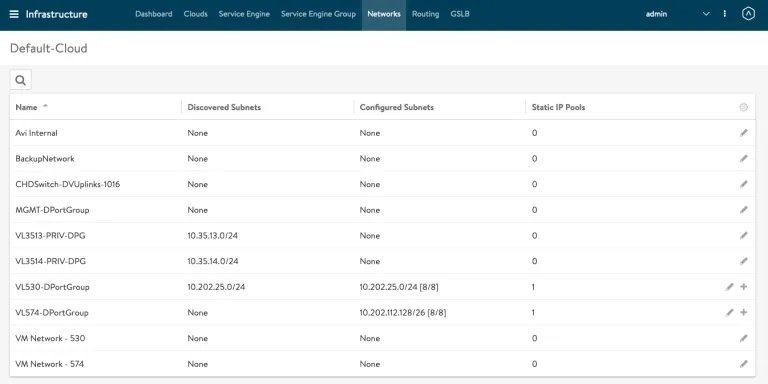 Infrastructure Dashboard Clouds Service Engine Service Engine Group Networks Routing GSLB admin
Default-Cloud
Name Discovered Subnets Configured Subnets Static IP Pools
Avi Internal None None 0
BackupNetwork None None 0
CHDSwitch-DVUplinks-1016 None None 0
MGMT-DPortGroup None None 0
VL3513-PRIV-DPG 10.35.13.0/24 None 0
VL3514-PRIV-DPG 10.35.14.0/24 None 0
VL530-DPortGroup 10.202.25.0/24 10.202.25.0/24 [8/8] 1
VL574-DPortGroup None 10.202.112.128/26 [8/8] 1
VM Network - 530 None None 0
VM Network - 574 None None 0